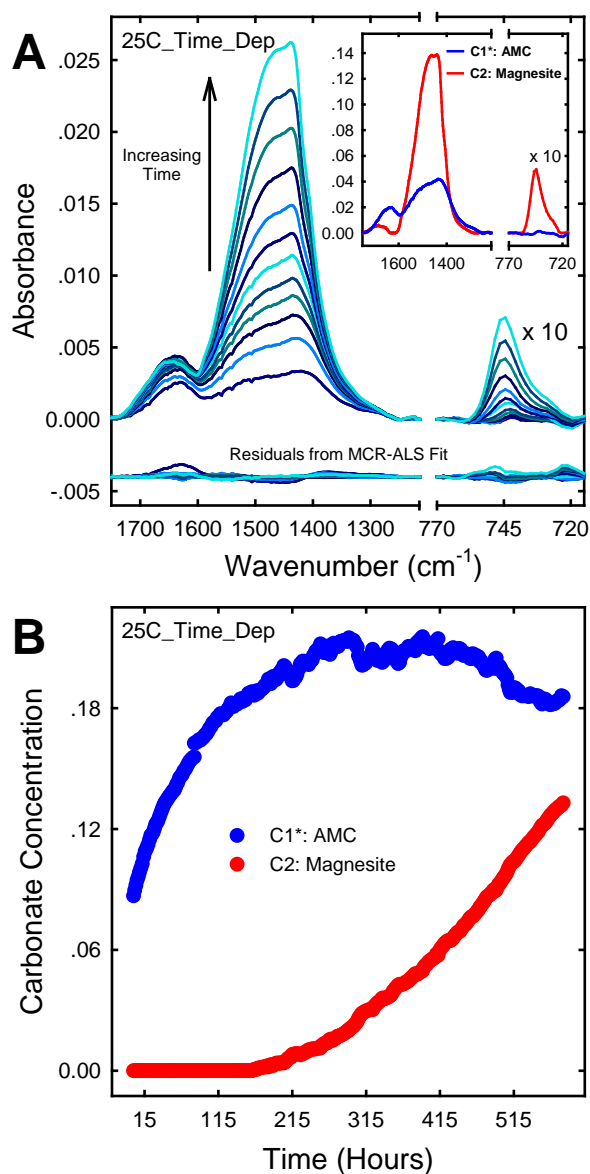 A
25C_Time_Dep
C1*: AMC
C2: Magnesite
.14
.12
.10
.08
.06
.04
.02
0.00
x 10
1600
1400
770
720
Increasing
Time
.025
.020
.015
.010
.005
0.000
-.005
Absorbance
x 10
Residuals from MCR-ALS Fit
1700
1600
1500
1400
1300
770
745
720
Wavenumber (cm-1)
B
25C_Time_Dep
.18
.12
.06
0.00
Carbonate Concentration
C1*: AMC
C2: Magnesite
15
115
215
315
415
515
Time (Hours)